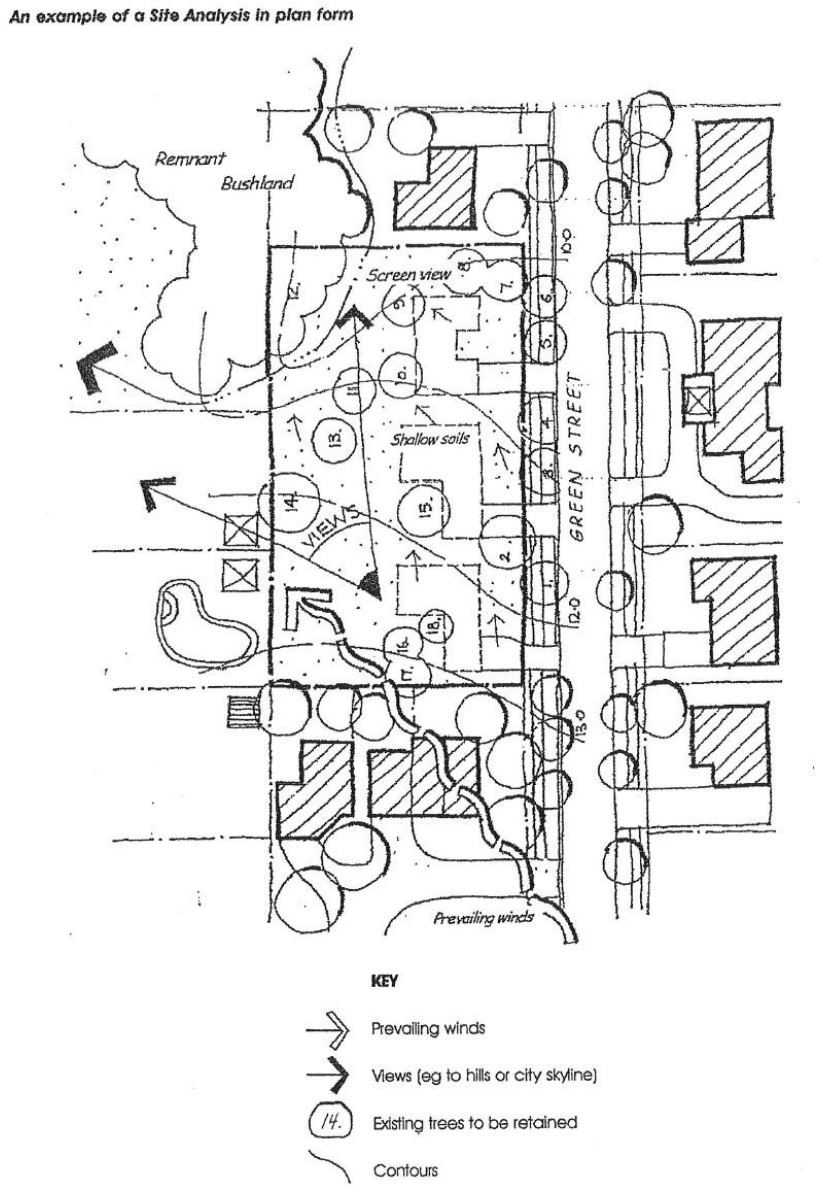 An example of a Site Analysis in plan form
Remnant
Bushland
10.0
Screen view
8.
7.
6.
12.
9.
5.
10.
11.
4.
13.
Shallow soils
3.
GREEN STREET
14.
15.
VIEWS
2.
1.
12.0
18.
16.
17.
13.0
Prevailing winds
KEY
Prevailing winds
Views (eg to hills or city skyline)
14.
Existing trees to be retained
Contours